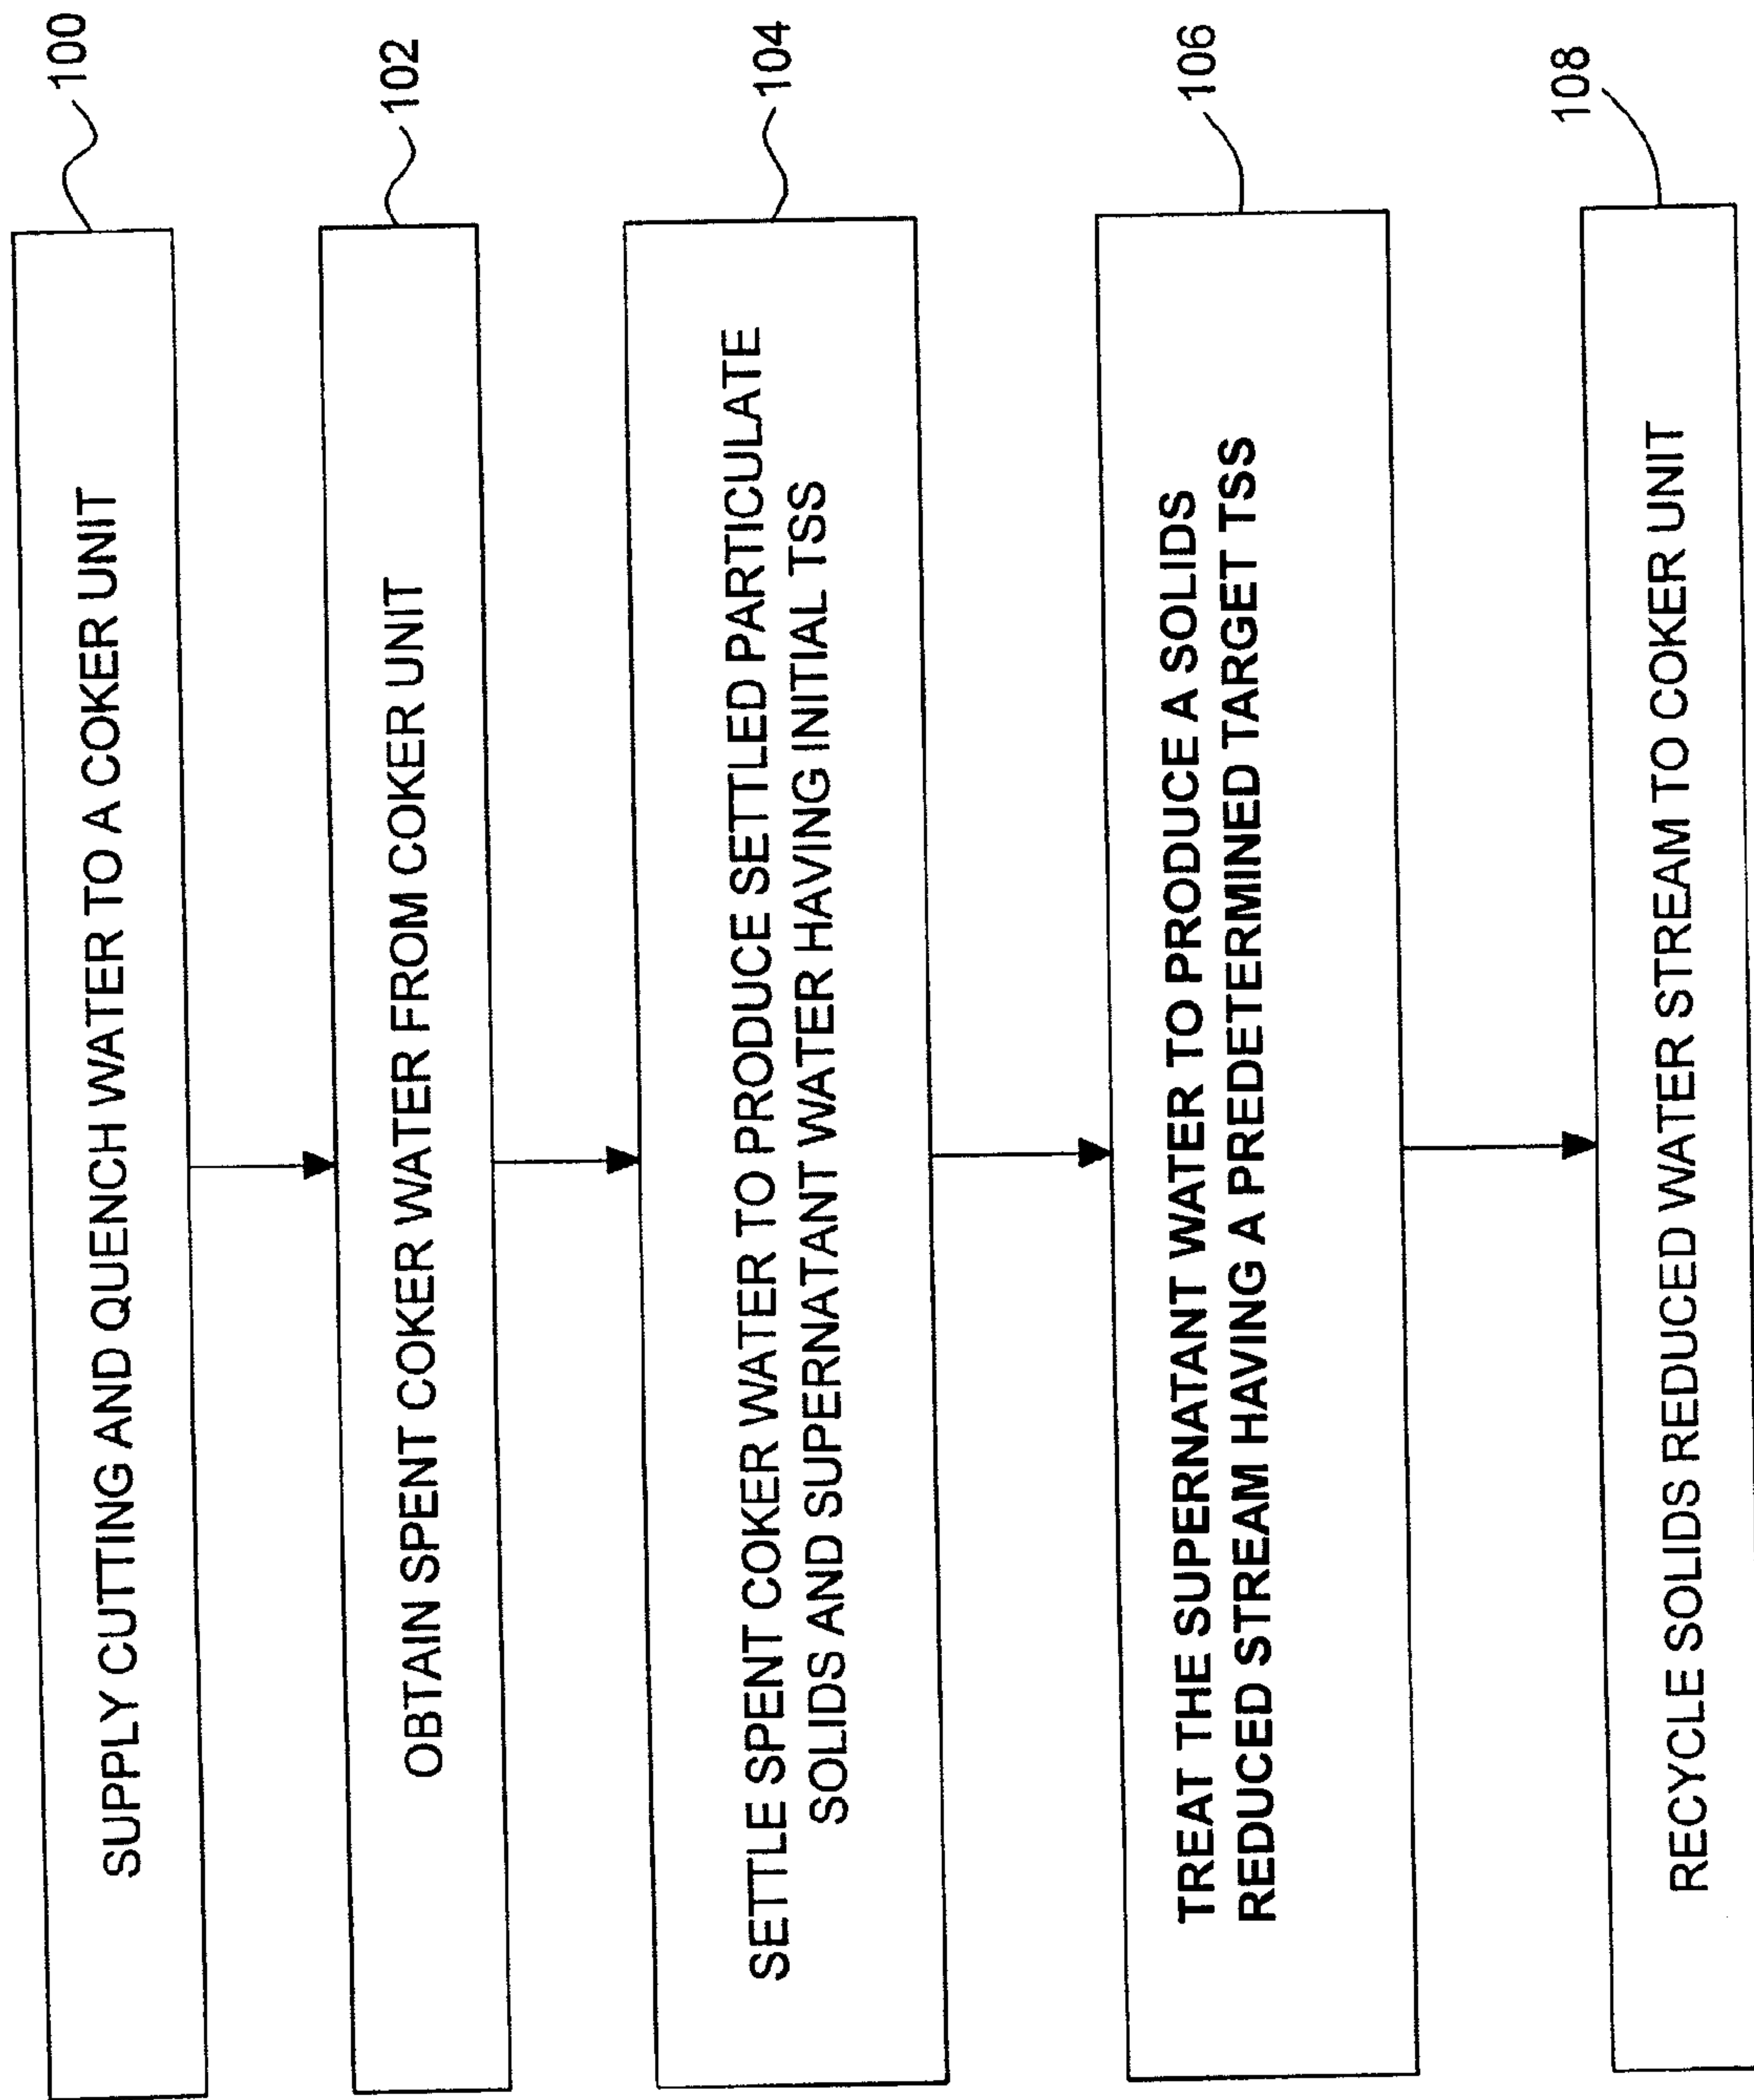 SUPPLY CUTTING AND QUENCH WATER TO A COKER UNIT
100
OBTAIN SPENT COKER WATER FROM COKER UNIT
102
SETTLE SPENT COKER WATER TO PRODUCE SETTLED PARTICULATE
SOLIDS AND SUPERNATANT WATER HAVING INITIAL TSS
104
TREAT THE SUPERNATANT WATER TO PRODUCE A SOLIDS
REDUCED STREAM HAVING A PREDETERMINED TARGET TSS
106
RECYCLE SOLIDS REDUCED WATER STREAM TO COKER UNIT
108